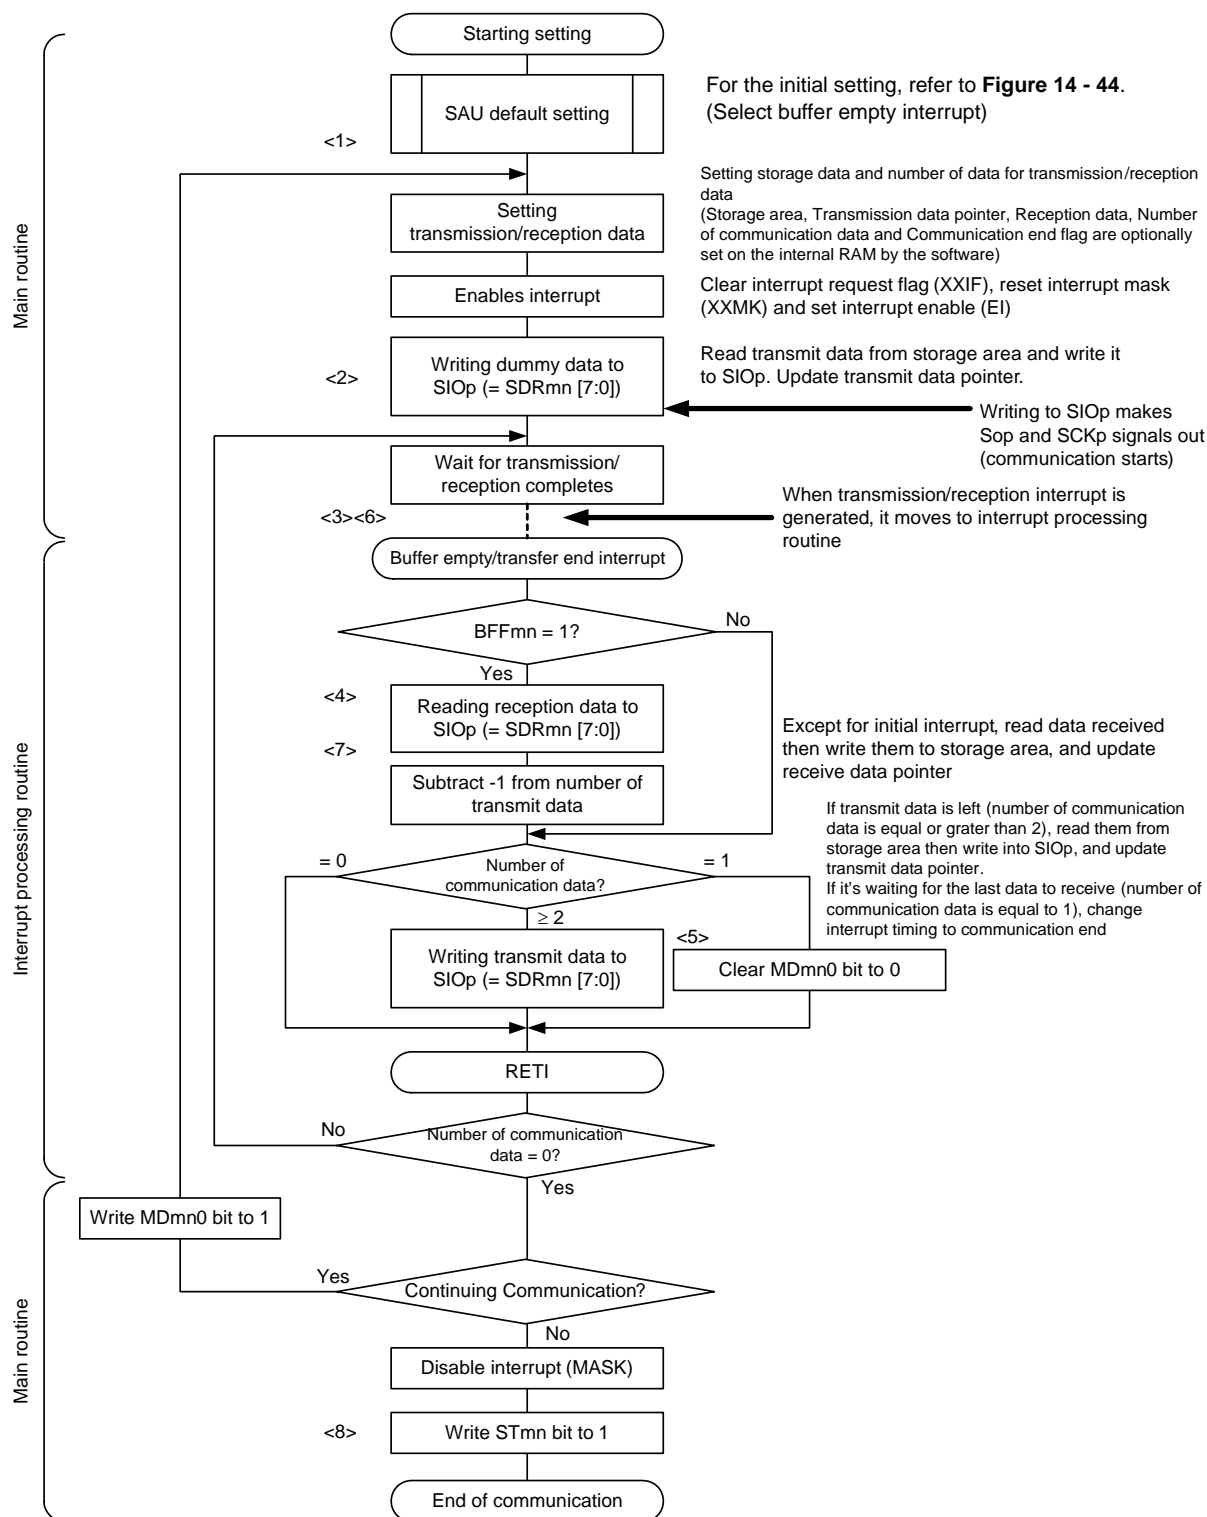 Starting setting
SAU default setting
For the initial setting, refer to Figure 14 - 44.
(Select buffer empty interrupt)
<1>
Setting
transmission/reception data
Setting storage data and number of data for transmission/reception
data
(Storage area, Transmission data pointer, Reception data, Number
of communication data and Communication end flag are optionally
set on the internal RAM by the software)
Main routine
Enables interrupt
Clear interrupt request flag (XXIF), reset interrupt mask
(XXMK) and set interrupt enable (EI)
<2>
Writing dummy data to
SIOp (= SDRmn [7:0])
Read transmit data from storage area and write it
to SIOp. Update transmit data pointer.
Writing to SIOp makes
Sop and SCKp signals out
(communication starts)
Wait for transmission/
reception completes
<3><6>
When transmission/reception interrupt is
generated, it moves to interrupt processing
routine
Buffer empty/transfer end interrupt
BFFmn = 1?
No
Yes
<4>
Reading reception data to
SIOp (= SDRmn [7:0])
<7>
Except for initial interrupt, read data received
then write them to storage area, and update
receive data pointer
Subtract -1 from number of
transmit data
Interrupt processing routine
= 0
Number of
communication data?
= 1
If transmit data is left (number of communication
data is equal or grater than 2), read them from
storage area then write into SIOp, and update
transmit data pointer.
If it's waiting for the last data to receive (number of
communication data is equal to 1), change
interrupt timing to communication end
≥ 2
<5>
Writing transmit data to
SIOp (= SDRmn [7:0])
Clear MDmn0 bit to 0
RETI
No
Number of communication
data = 0?
Yes
Write MDmn0 bit to 1
Yes
Continuing Communication?
No
Main routine
Disable interrupt (MASK)
<8>
Write STmn bit to 1
End of communication